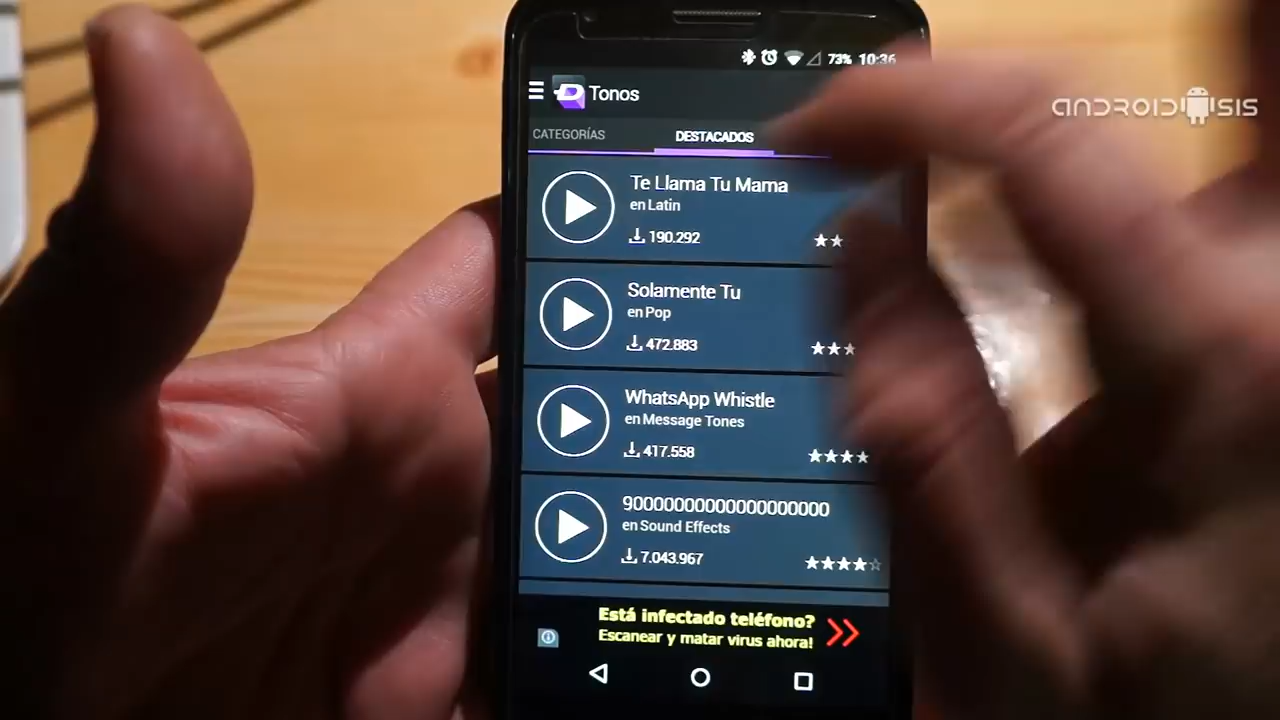 73% 10:36
ANDROIDSIS
Tonos
CATEGORÍAS
DESTACADOS
Te Llama Tu Mama
en Latin
190.292
Solamente Tu
en Pop
472.883
WhatsApp Whistle
en Message Tones
417.558
90000000000000000000
en Sound Effects
7.043.967
Está infectado teléfono?
Escanear y matar virus ahora!